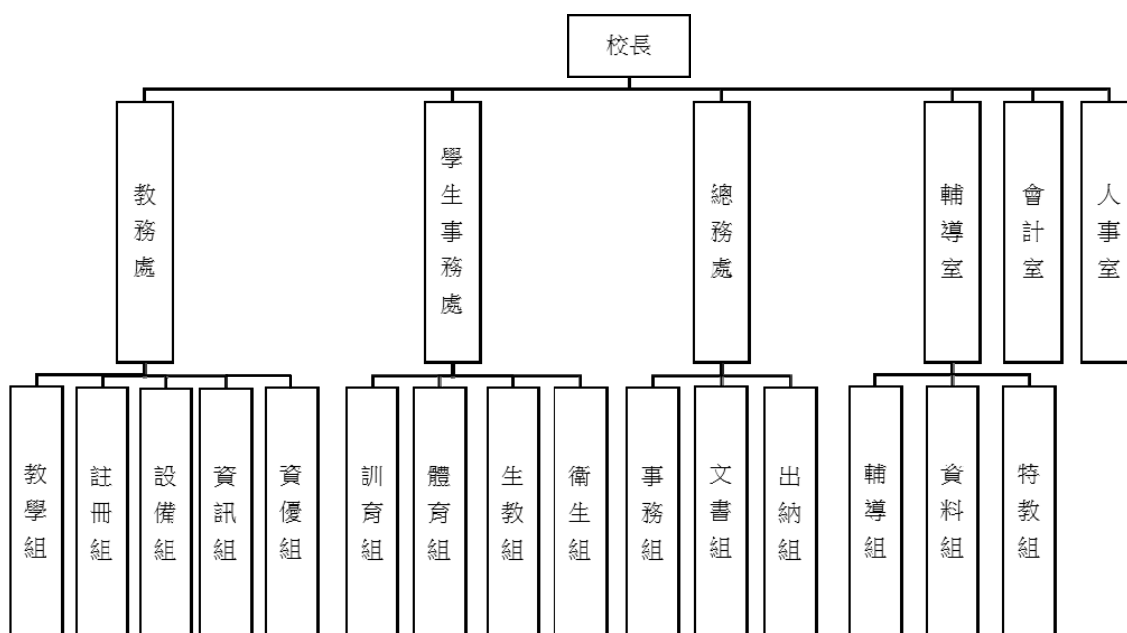 校長
教務處
學生事務處
總務處
輔導室
會計室
人事室
教學組
註冊組
設備組
資訊組
資優組
訓育組
體育組
生教組
衛生組
事務組
文書組
出納組
輔導組
資料組
特教組